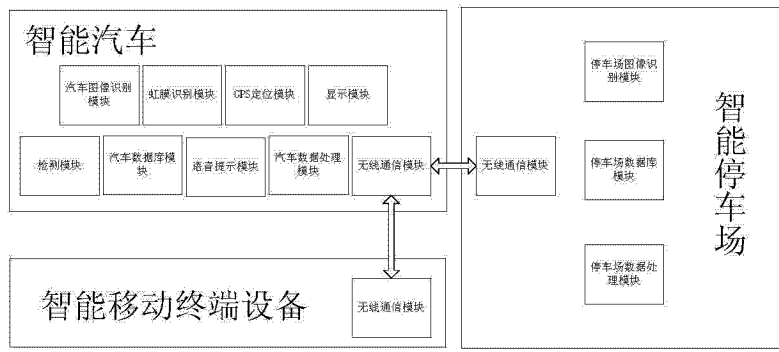 智能汽车
汽车图像识别
模块
虹膜识别模块
GPS定位模块
显示模块
检测模块
汽车数据库模
块
语音提示模块
汽车数据处理
模块
无线通信模块
智能移动终端设备
无线通信模块
无线通信模块
停车场图像识
别模块
停车场数据库
模块
停车场数据处
理模块
智能停车场